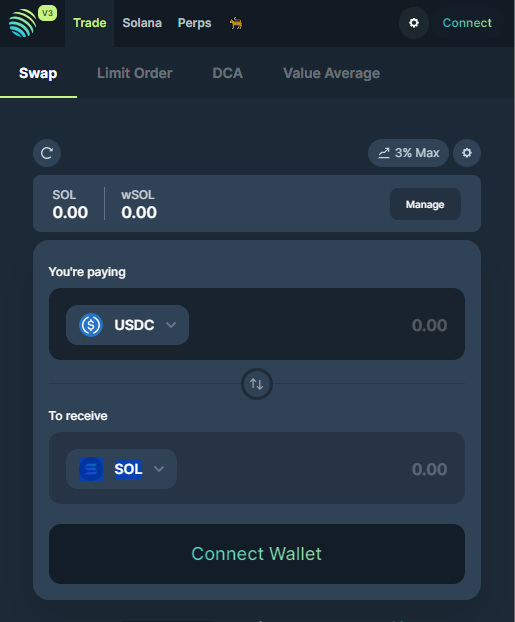 V3 Trade Solana Perps Connect
Swap Limit Order DCA Value Average
3% Max
SOL wSOL
0.00 0.00 Manage
You're paying
USDC 0.00
To receive
SOL 0.00
Connect Wallet